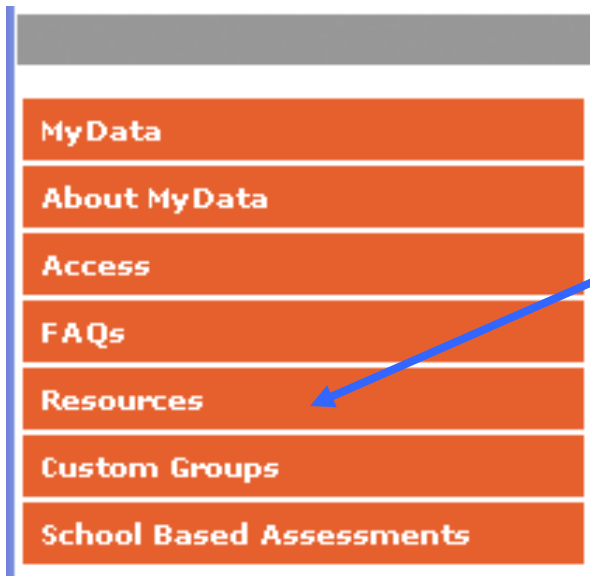 MyData
About MyData
Access
FAQs
Resources
Custom Groups
School Based Assessments